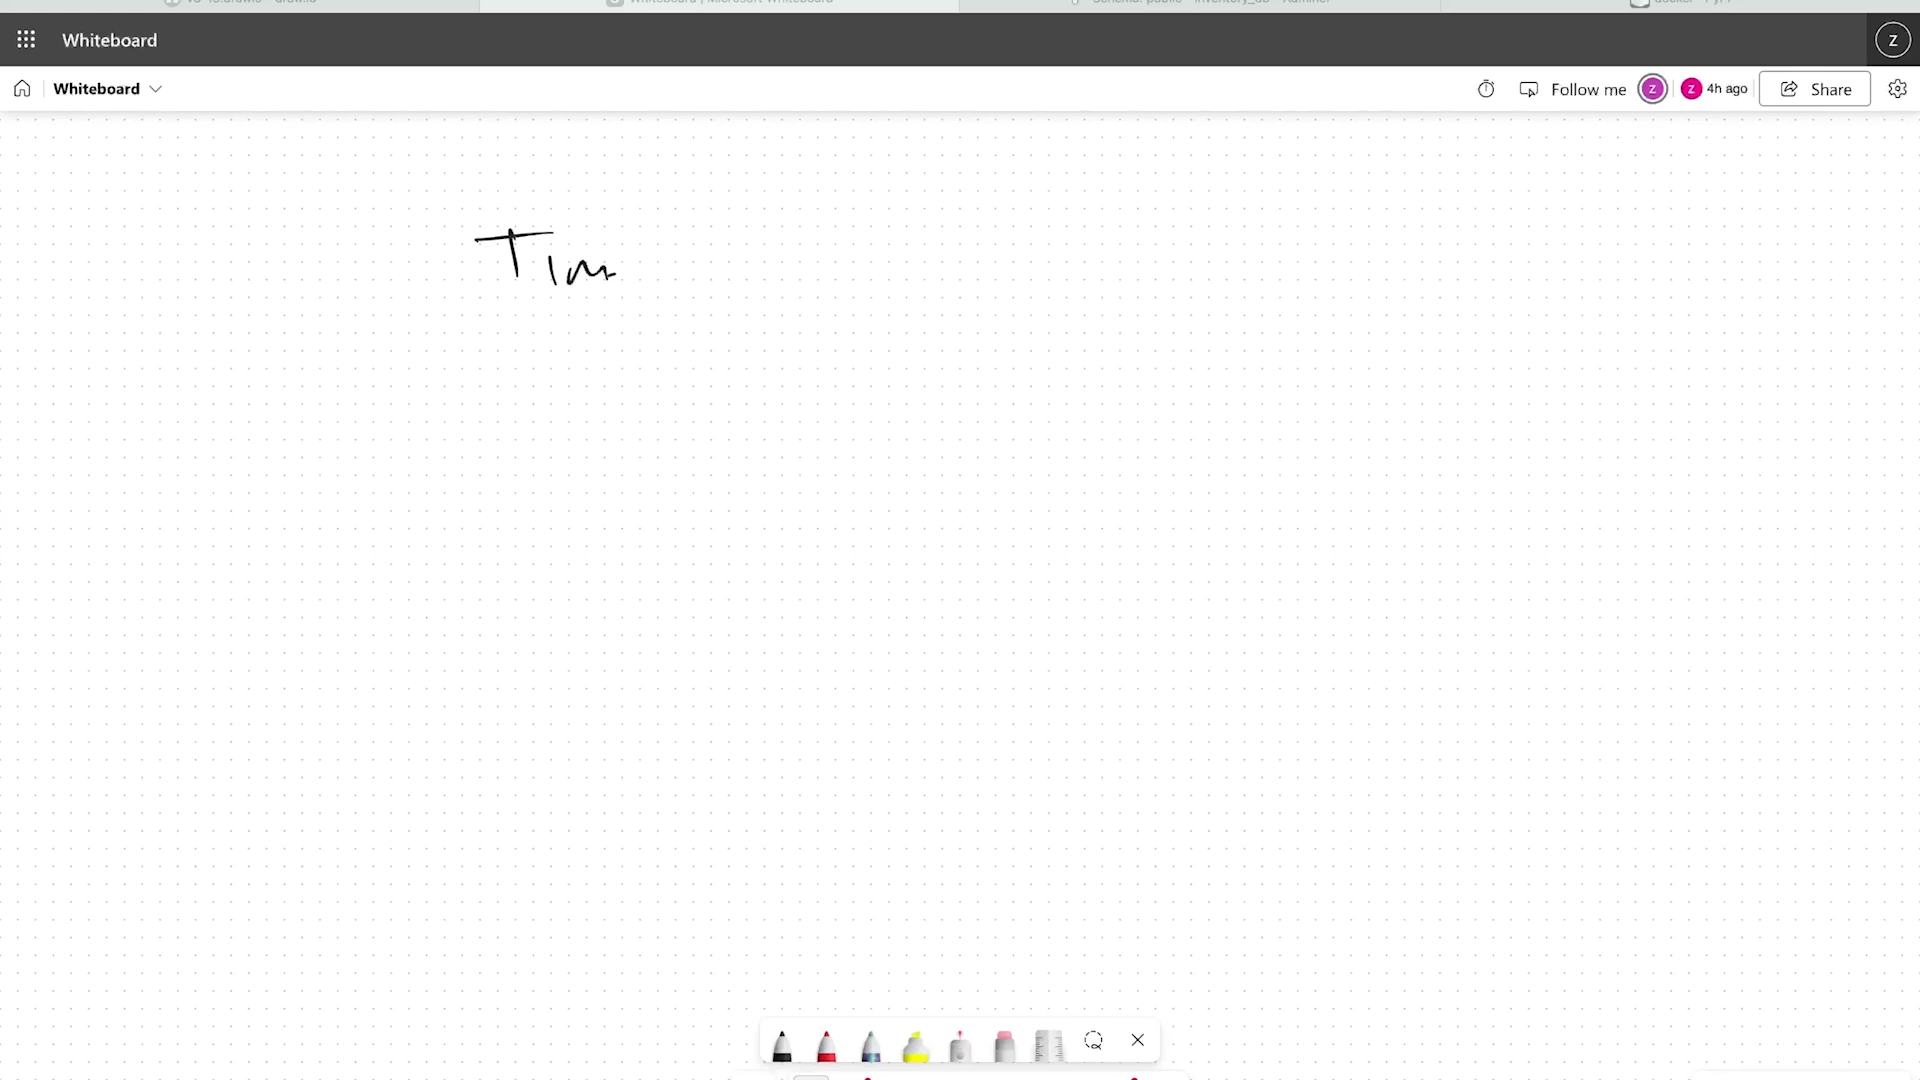 Whiteboard
Z
Whiteboard
Follow me
Z
Z
4h ago
Share
Tim